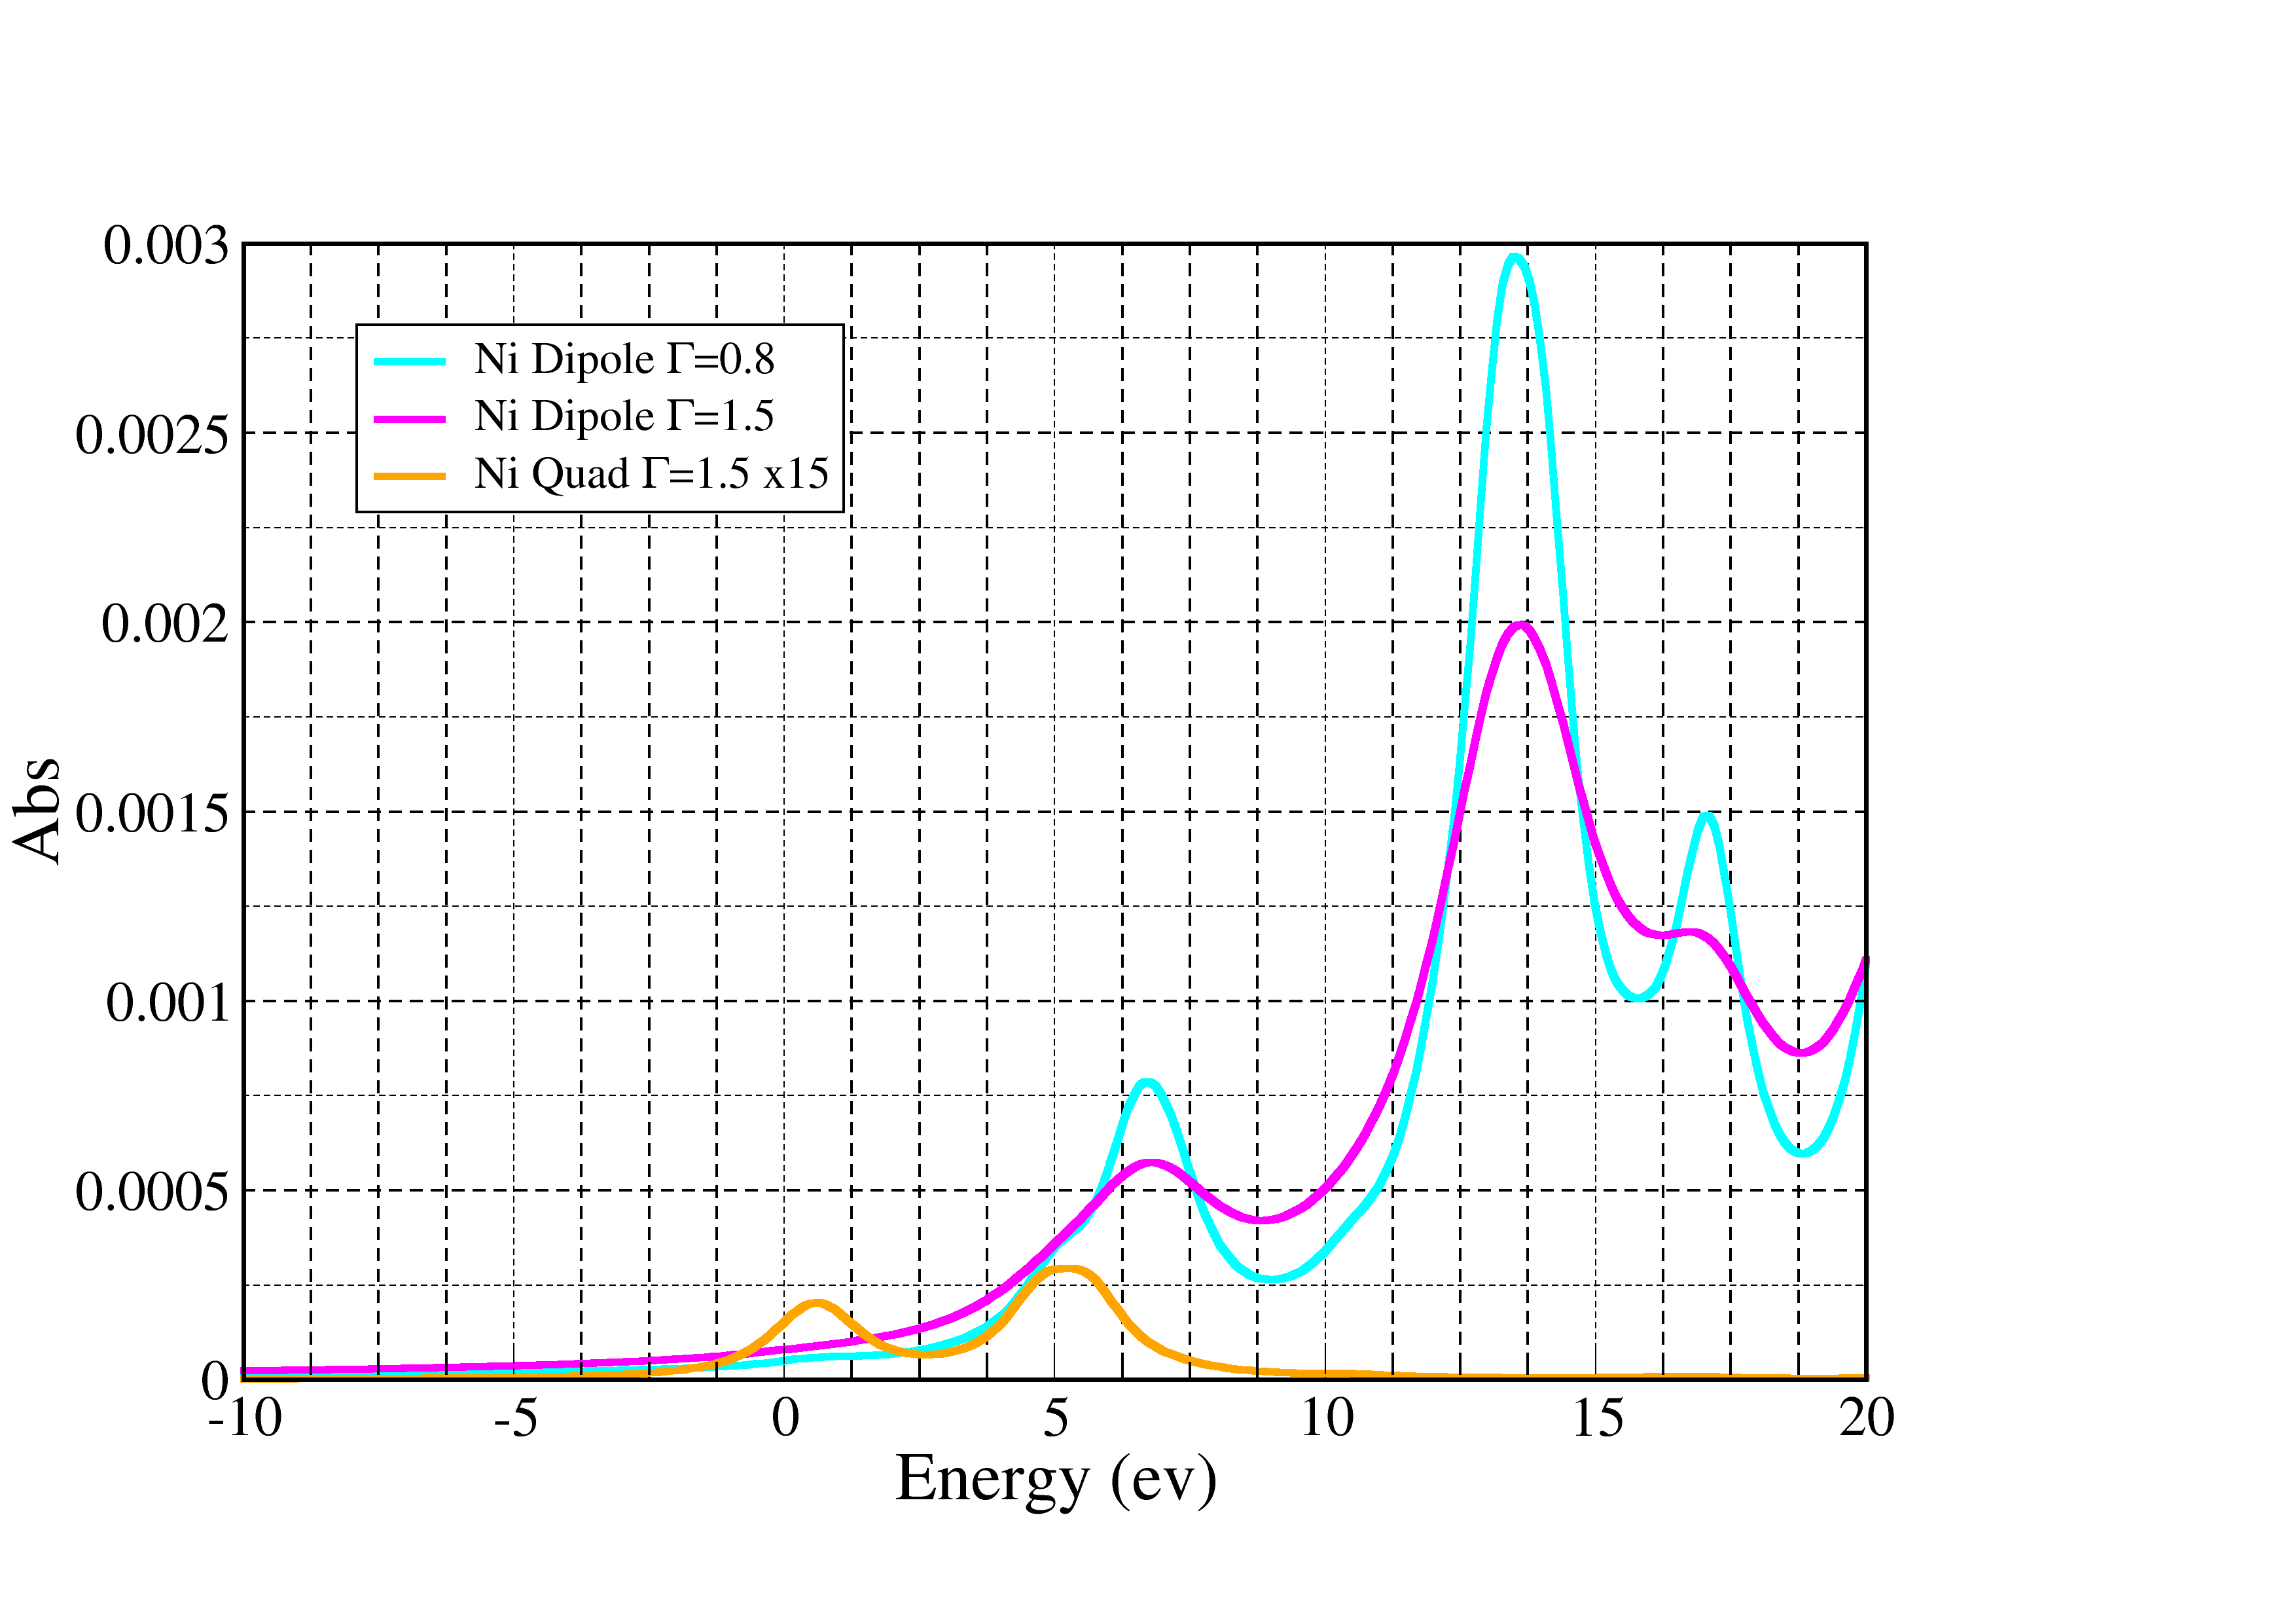 0.003
0.0025
0.002
0.0015
0.001
0.0005
0
Abs
Ni Dipole Γ=0.8
Ni Dipole Γ=1.5
Ni Quad Γ=1.5 x15
-10
-5
0
5
10
15
20
Energy (ev)